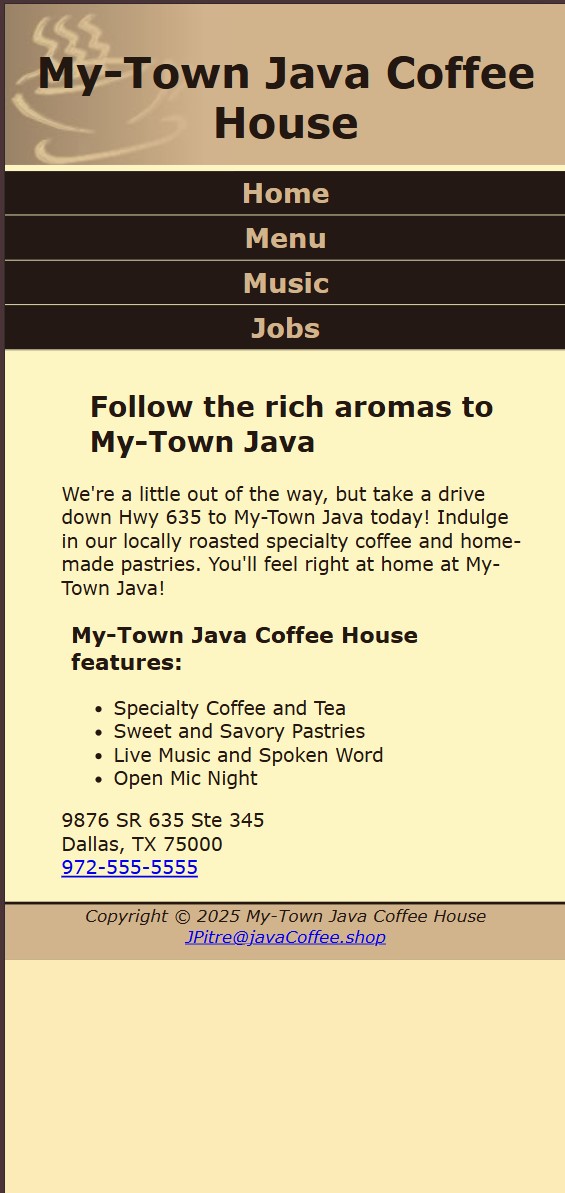 My-Town Java Coffee
House
Home
Menu
Music
Jobs
Follow the rich aromas to
My-Town Java
We're a little out of the way, but take a drive
down Hwy 635 to My-Town Java today! Indulge
in our locally roasted specialty coffee and home-
made pastries. You'll feel right at home at My-
Town Java!
My-Town Java Coffee House
features:
• Specialty Coffee and Tea
• Sweet and Savory Pastries
• Live Music and Spoken Word
• Open Mic Night
9876 SR 635 Ste 345
Dallas, TX 75000
972-555-5555
Copyright © 2025 My-Town Java Coffee House
JPitre@javaCoffee.shop